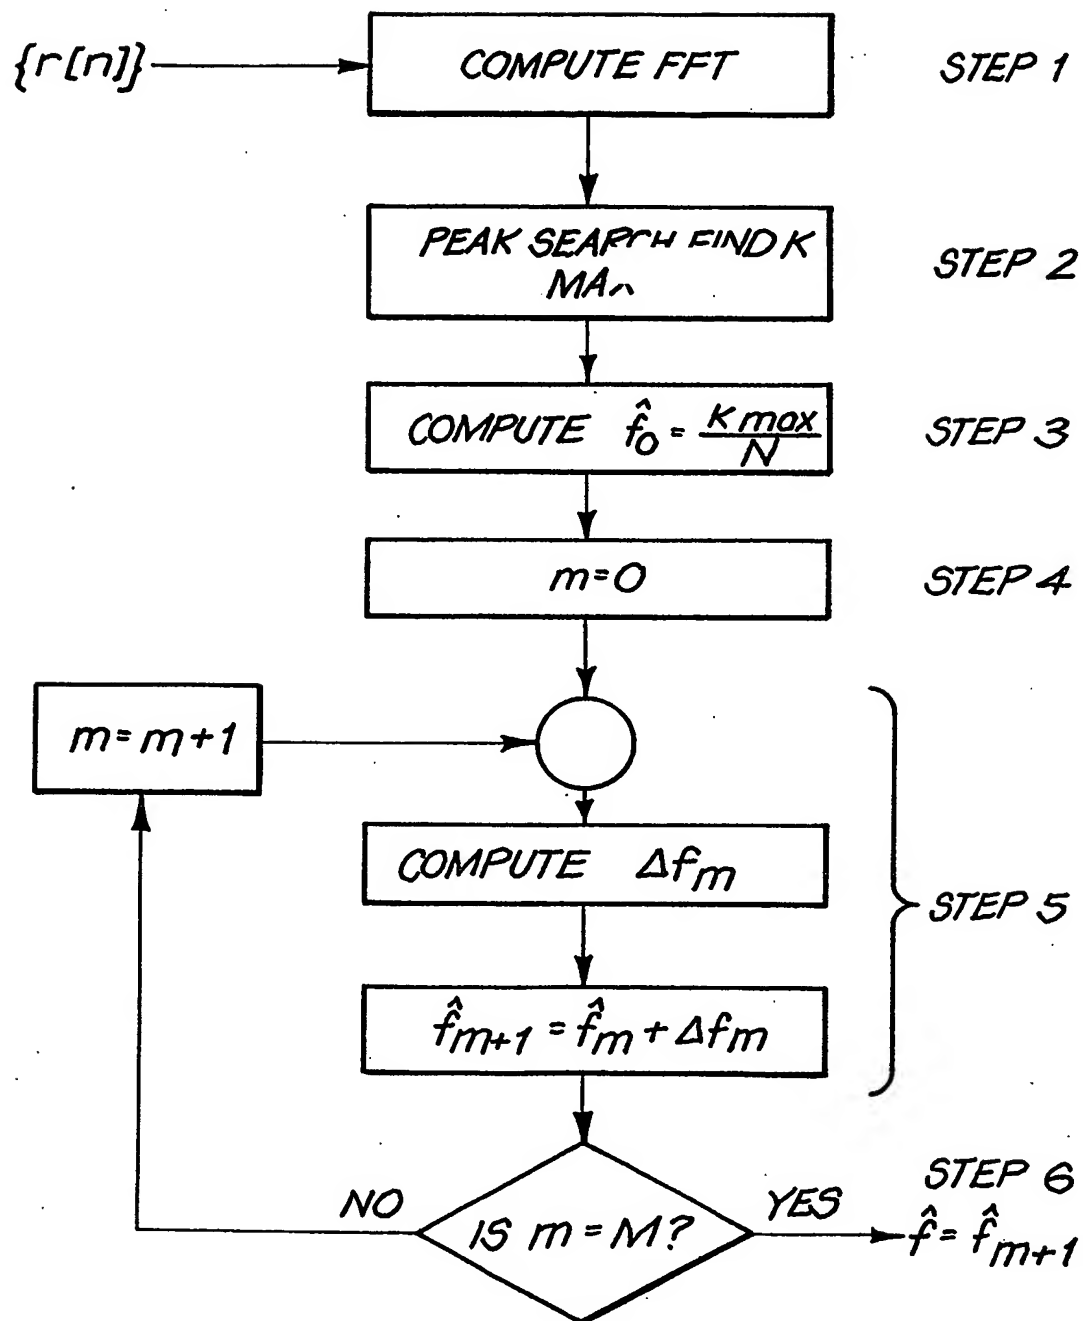 {r[n]}
COMPUTE FFT
STEP 1
PEAK SEARCH FIND K
STEP 2
COMPUTE f̂₀ = K max / N
STEP 3
m=0
STEP 4
m=m+1
COMPUTE Δfₘ
STEP 5
f̂ₘ₊₁ = f̂ₘ + Δfₘ
STEP 6
NO
IS m=M?
YES
f̂ = f̂ₘ₊₁